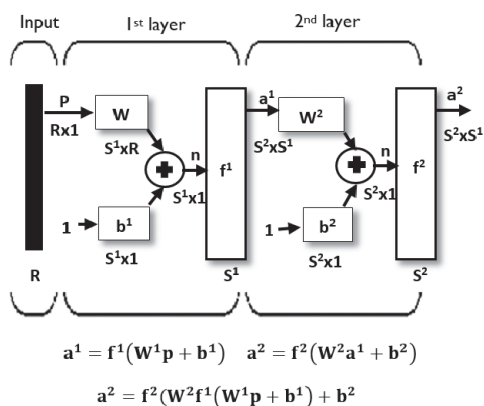 Input 1st layer 2nd layer
P a¹ a²
W W²
Rx1 S²xS¹ S²xS¹
S¹xR n n
f¹ f²
S¹x1 S²x1
1 b¹ 1 b²
S¹x1 S²x1
R S¹ S²
a¹ = f¹(W¹p + b¹) a² = f²(W²a¹ + b²)
a² = f²(W²f¹(W¹p + b¹) + b²